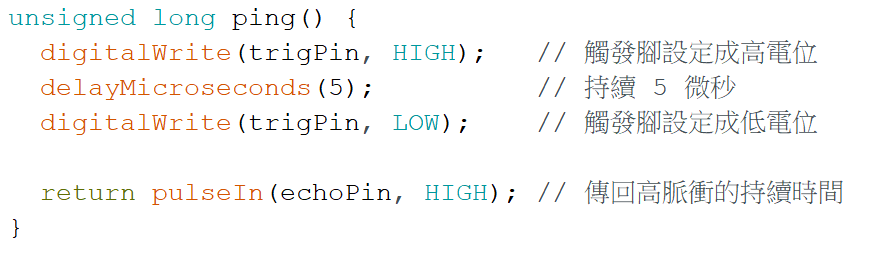 unsigned long ping() {
  digitalWrite(trigPin, HIGH);   // 觸發腳設定成高電位
  delayMicroseconds(5);          // 持續 5 微秒
  digitalWrite(trigPin, LOW);    // 觸發腳設定成低電位
  return pulseIn(echoPin, HIGH); // 傳回高脈衝的持續時間
}